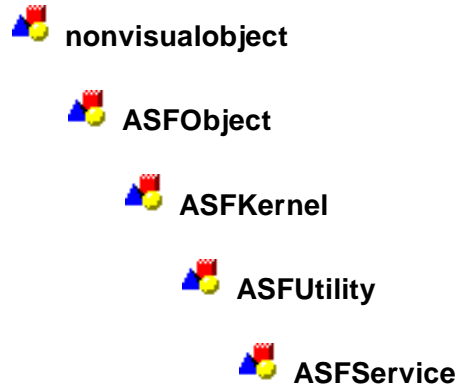 nonvisualobject
ASFObject
ASFKernel
ASFUtility
ASFService